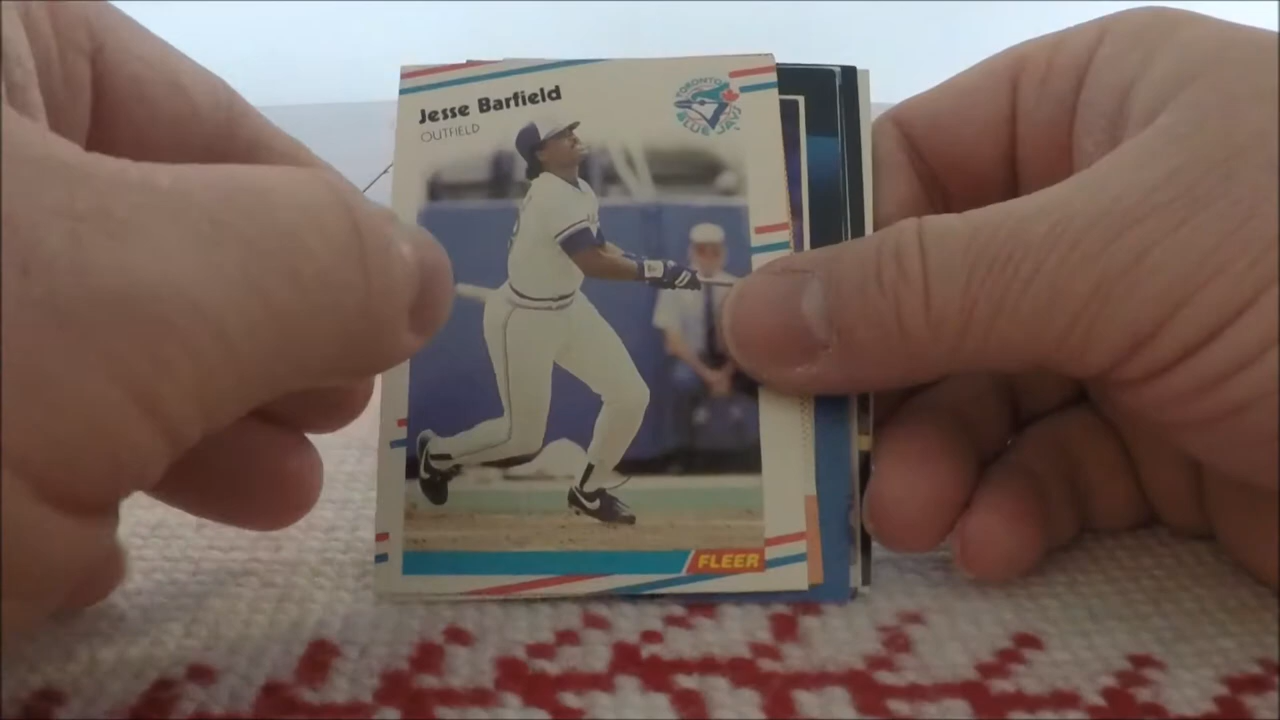 Jesse Barfield
OUTFIELD
TORONTO
BLUE JAYS
FLEER